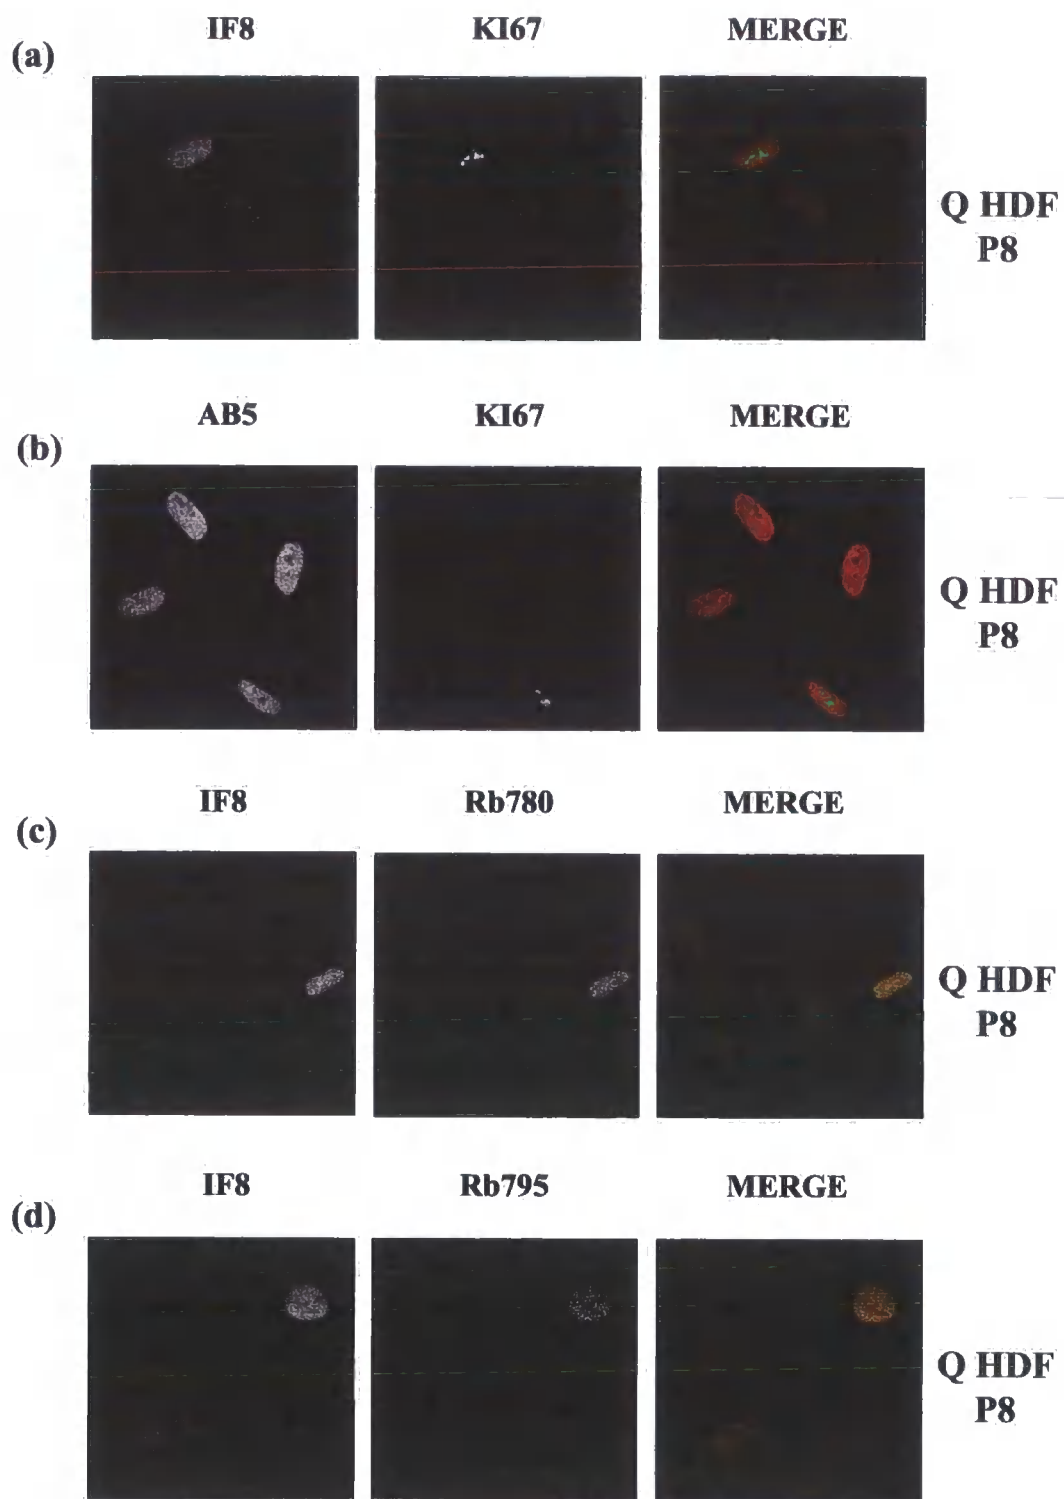 IF8 KI67 MERGE
(a)
Q HDF
P8
AB5 KI67 MERGE
(b)
Q HDF
P8
IF8 Rb780 MERGE
(c)
Q HDF
P8
IF8 Rb795 MERGE
(d)
Q HDF
P8